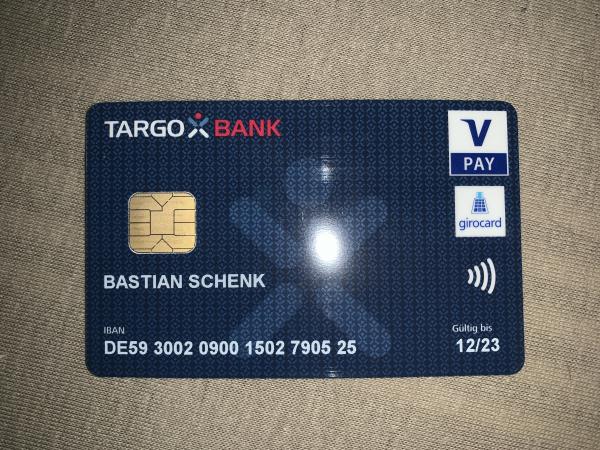 TARGO BANK
V
PAY
girocard
BASTIAN SCHENK
IBAN
DE59 3002 0900 1502 7905 25
Gültig bis
12/23